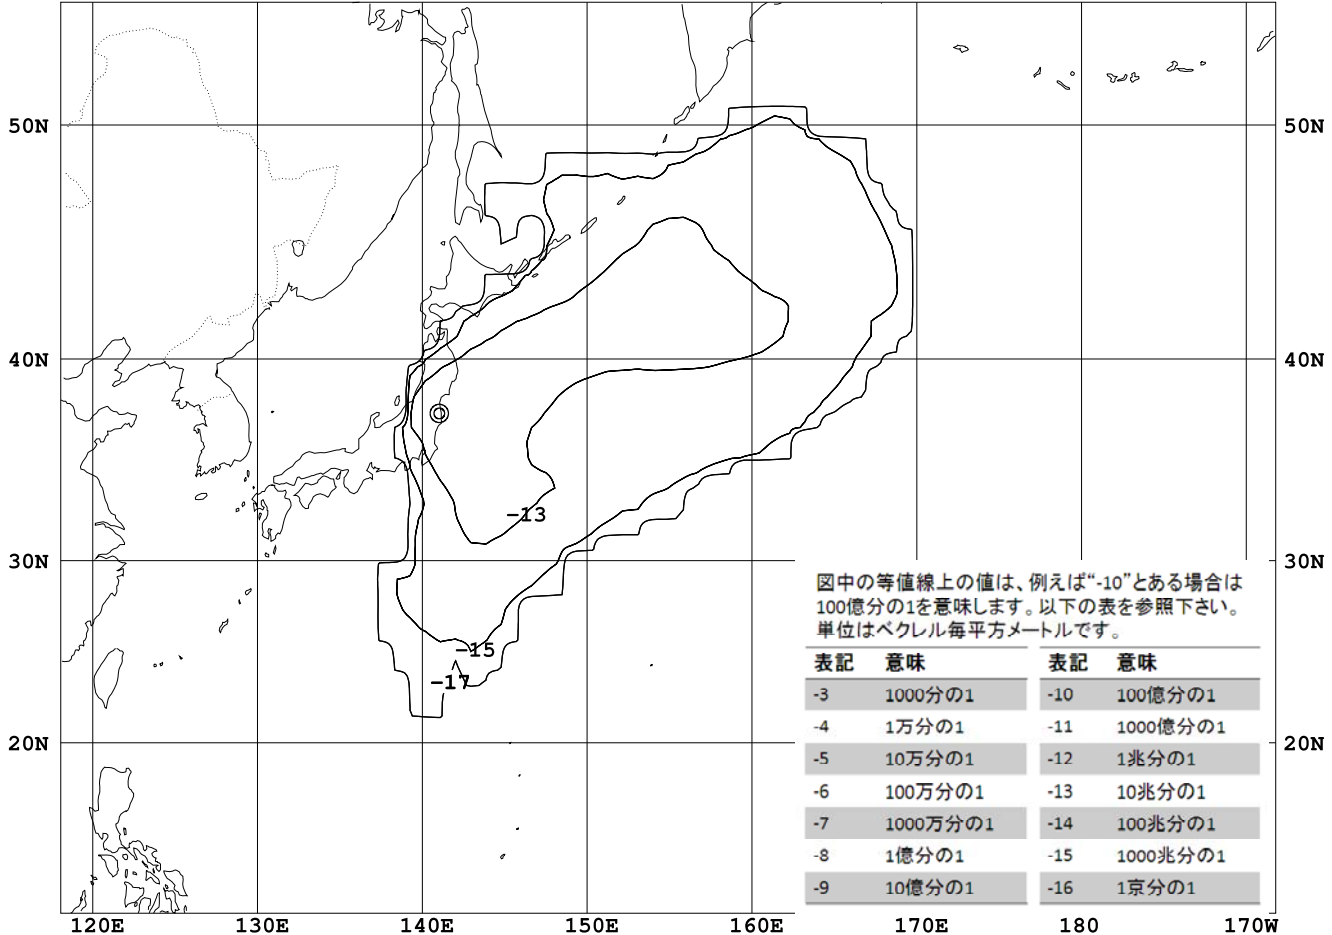 50N
50N
40N
40N
-13
30N
30N
図中の等値線上の値は、例えば“-10”とある場合は
100億分の1を意味します。以下の表を参照下さい。
単位はベクレル毎平方メートルです。
-15
-17
表記 意味 表記 意味
-3 1000分の1 -10 100億分の1
-4 1万分の1 -11 1000億分の1
20N
20N
-5 10万分の1 -12 1兆分の1
-6 100万分の1 -13 10兆分の1
-7 1000万分の1 -14 100兆分の1
-8 1億分の1 -15 1000兆分の1
-9 10億分の1 -16 1京分の1
120E 130E 140E 150E 160E 170E 180 170W